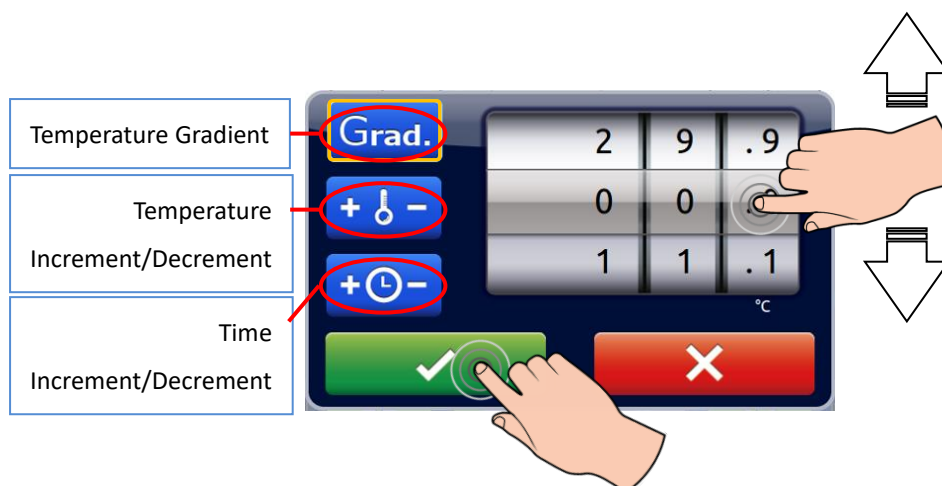 Temperature Gradient
Temperature
Increment/Decrement
Time
Increment/Decrement
Grad.
+ -
+ -
2 9 .9
0 0
1 1 .1
°C